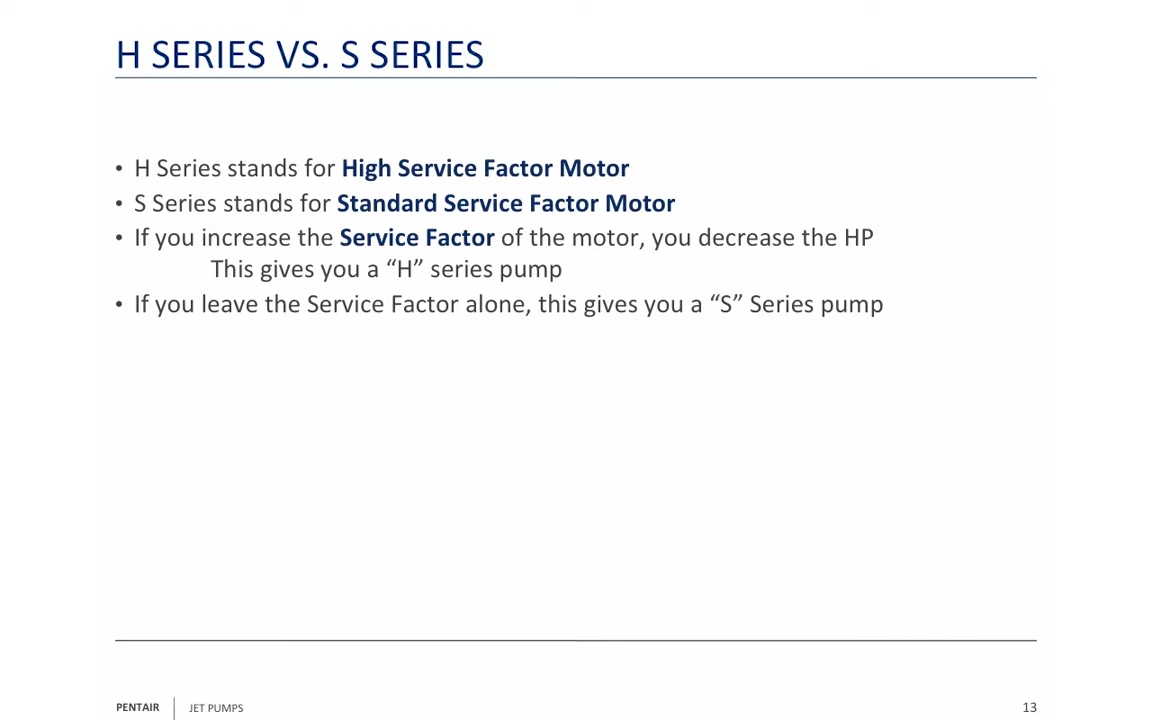 H SERIES VS. S SERIES
• H Series stands for High Service Factor Motor
• S Series stands for Standard Service Factor Motor
• If you increase the Service Factor of the motor, you decrease the HP
This gives you a “H” series pump
• If you leave the Service Factor alone, this gives you a “S” Series pump
PENTAIR JET PUMPS 13